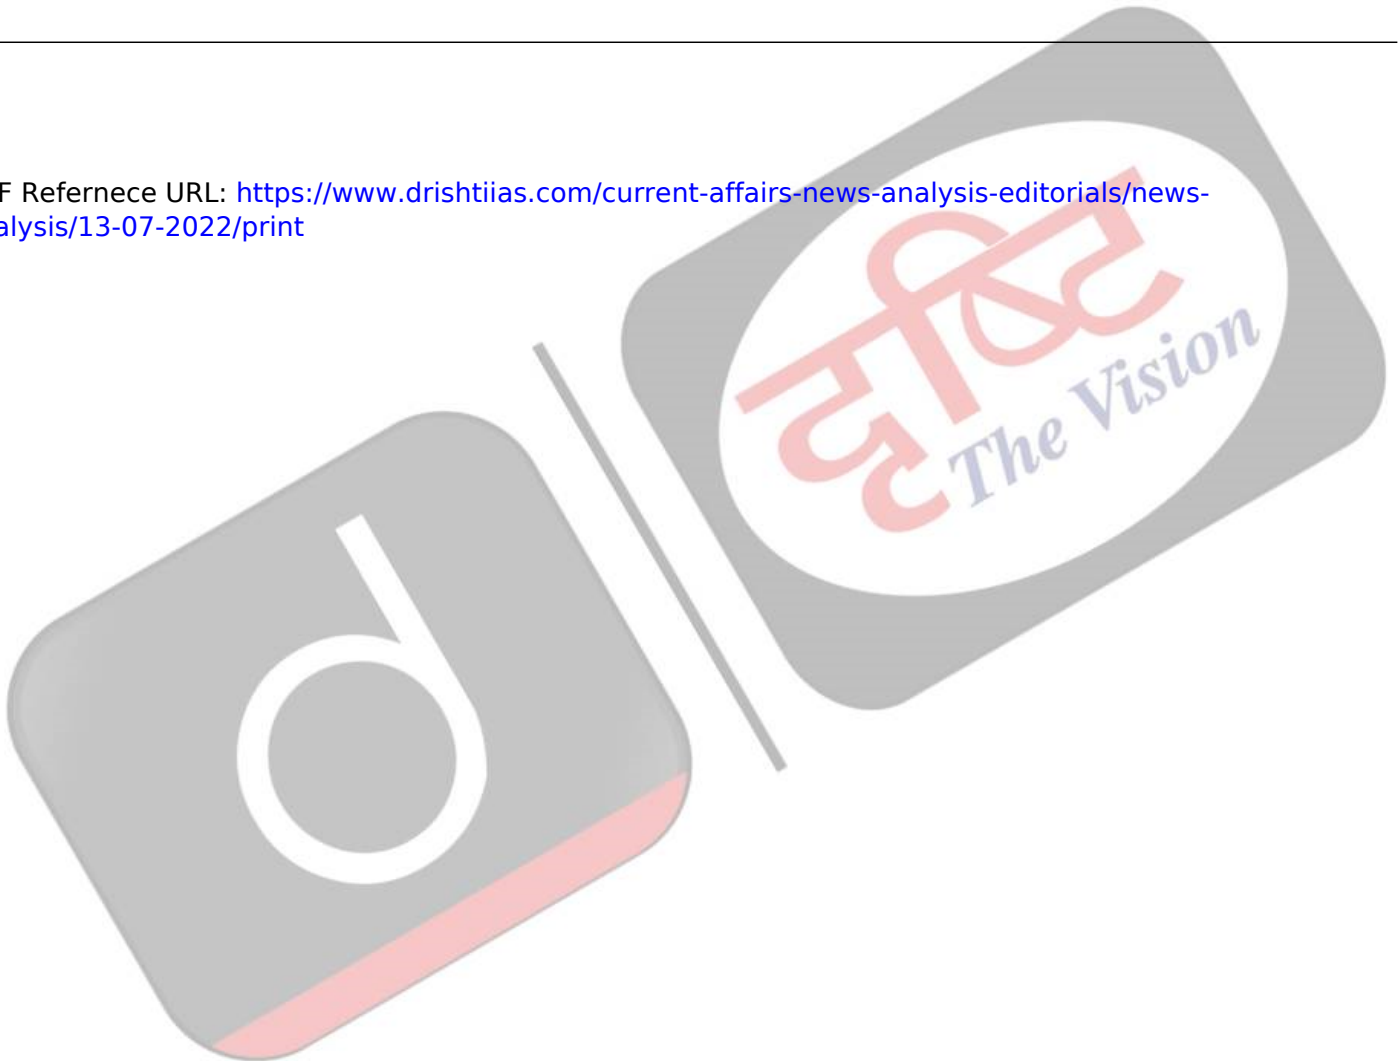 F Refernece URL: https://www.drishtiias.com/current-affairs-news-analysis-editorials/news-
alysis/13-07-2022/print
दृष्टि
The Vision
d